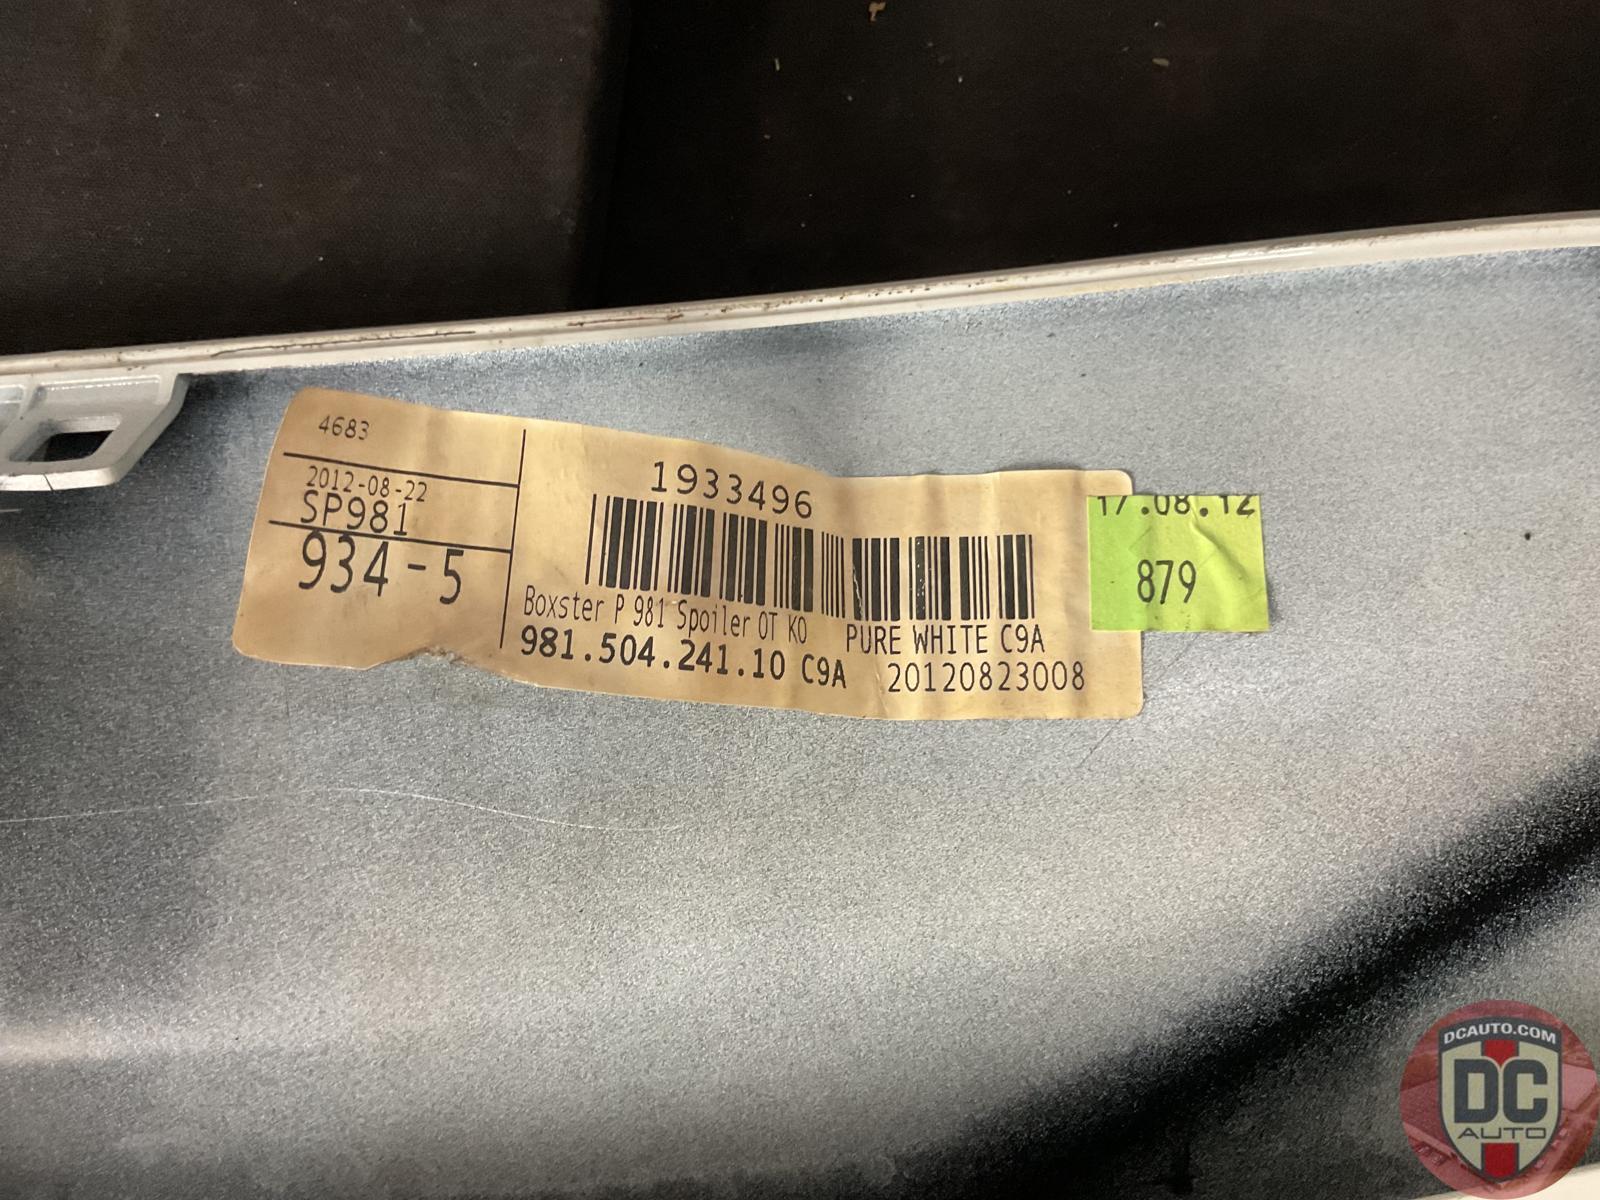 4683
2012-08-22
SP981
934-5
1933496
Boxster P 981 Spoiler OT KO PURE WHITE C9A
981.504.241.10 C9A 20120823008
17.08.12
879
DCAUTO.COM
DC
AUTO